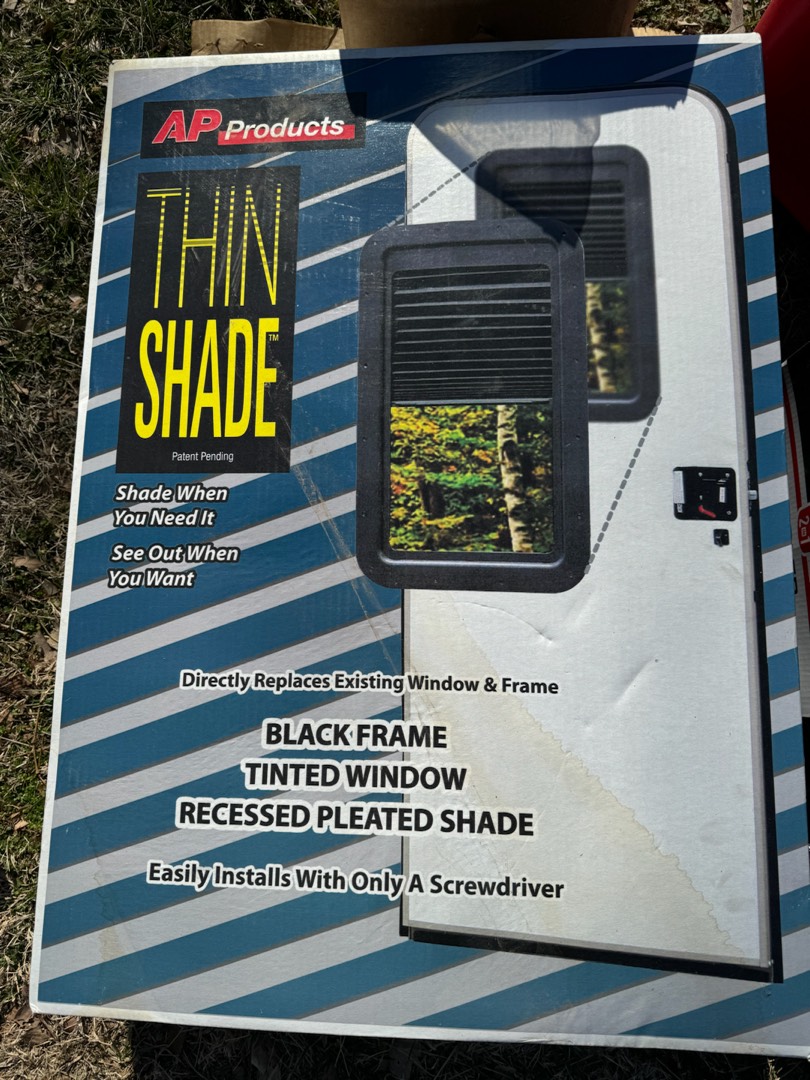 AP Products
THIN
SHADE™
Patent Pending
Shade When
You Need It
See Out When
You Want
Directly Replaces Existing Window & Frame
BLACK FRAME
TINTED WINDOW
RECESSED PLEATED SHADE
Easily Installs With Only A Screwdriver